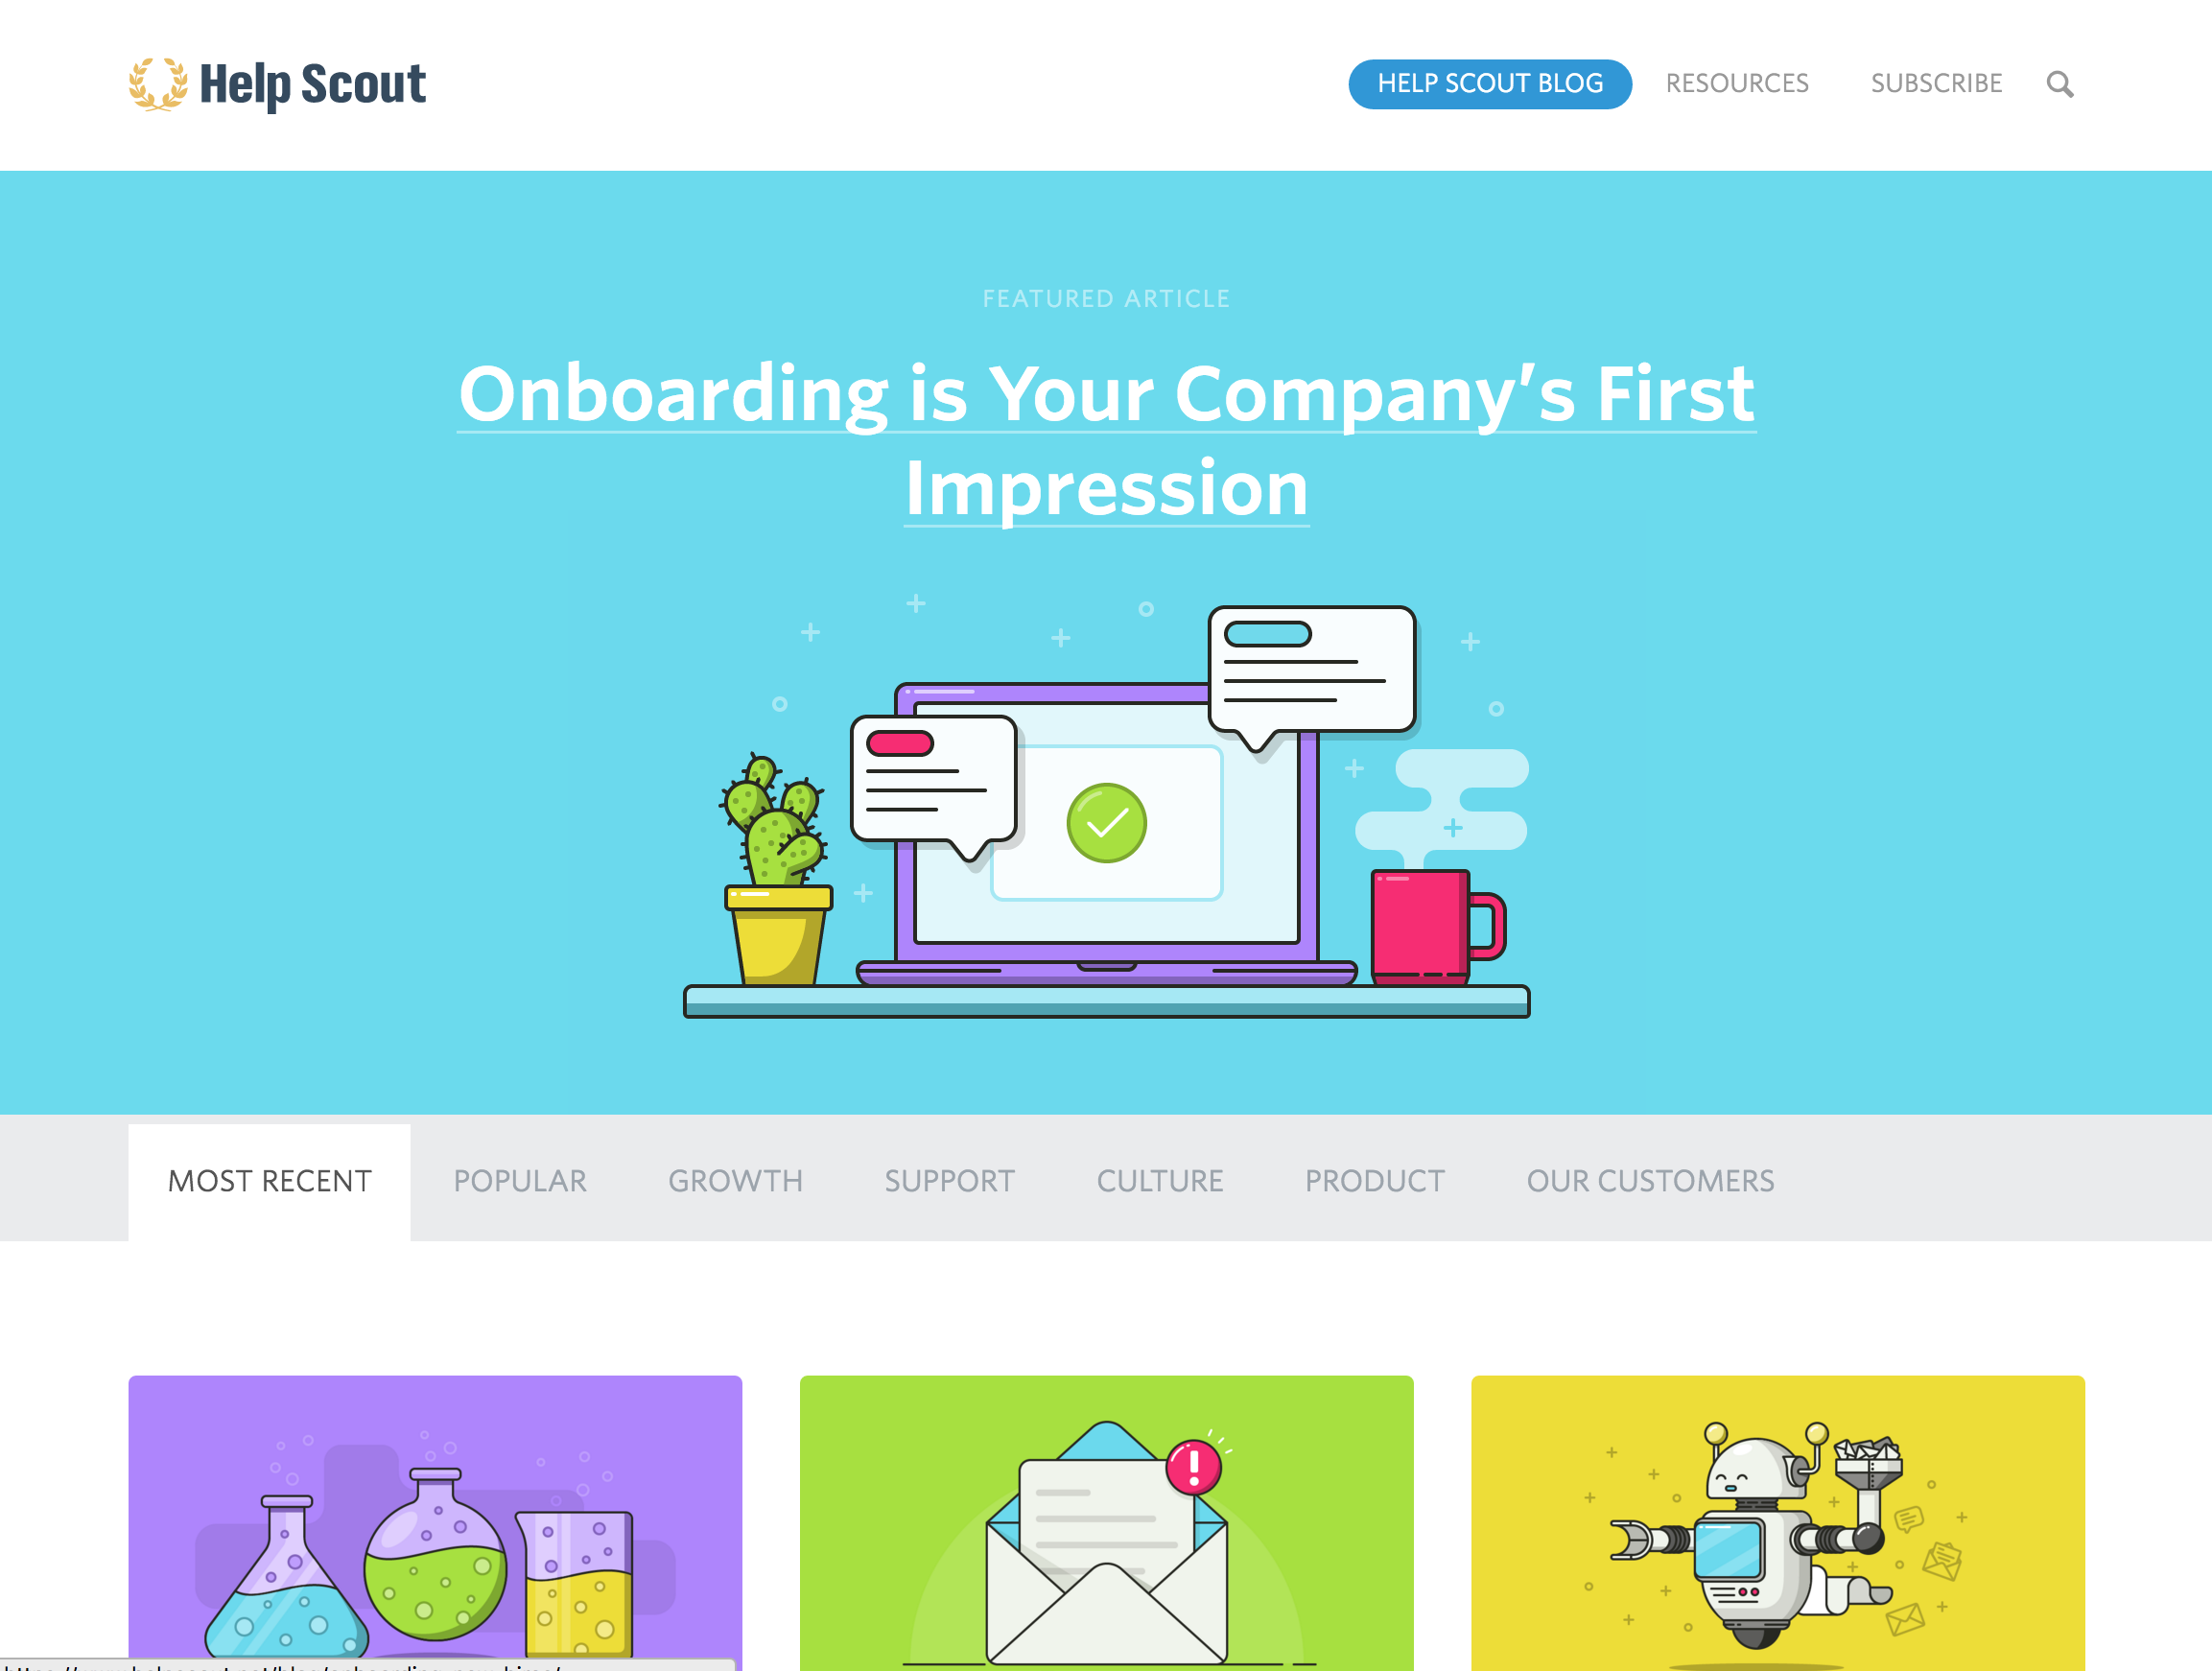 Help Scout
HELP SCOUT BLOG
RESOURCES
SUBSCRIBE
FEATURED ARTICLE
Onboarding is Your Company's First
Impression
MOST RECENT
POPULAR
GROWTH
SUPPORT
CULTURE
PRODUCT
OUR CUSTOMERS